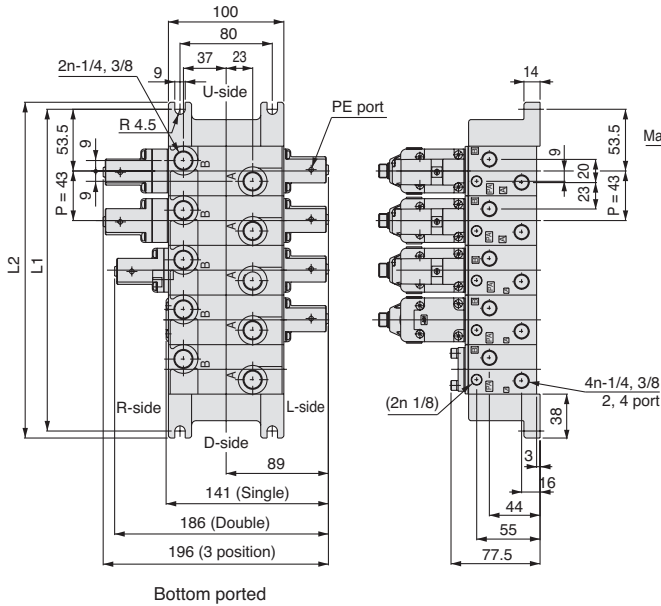 100
80
37
23
9
2n-1/4, 3/8
U-side
R 4.5
PE port
53.5
9
9
P = 43
L2
L1
B
A
B
A
B
A
B
A
B
A
R-side
L-side
D-side
89
141 (Single)
186 (Double)
196 (3 position)
Bottom ported
14
Ma
53.5
9
20
23
P = 43
(2n 1/8)
4n-1/4, 3/8
2, 4 port
38
3
16
44
55
77.5